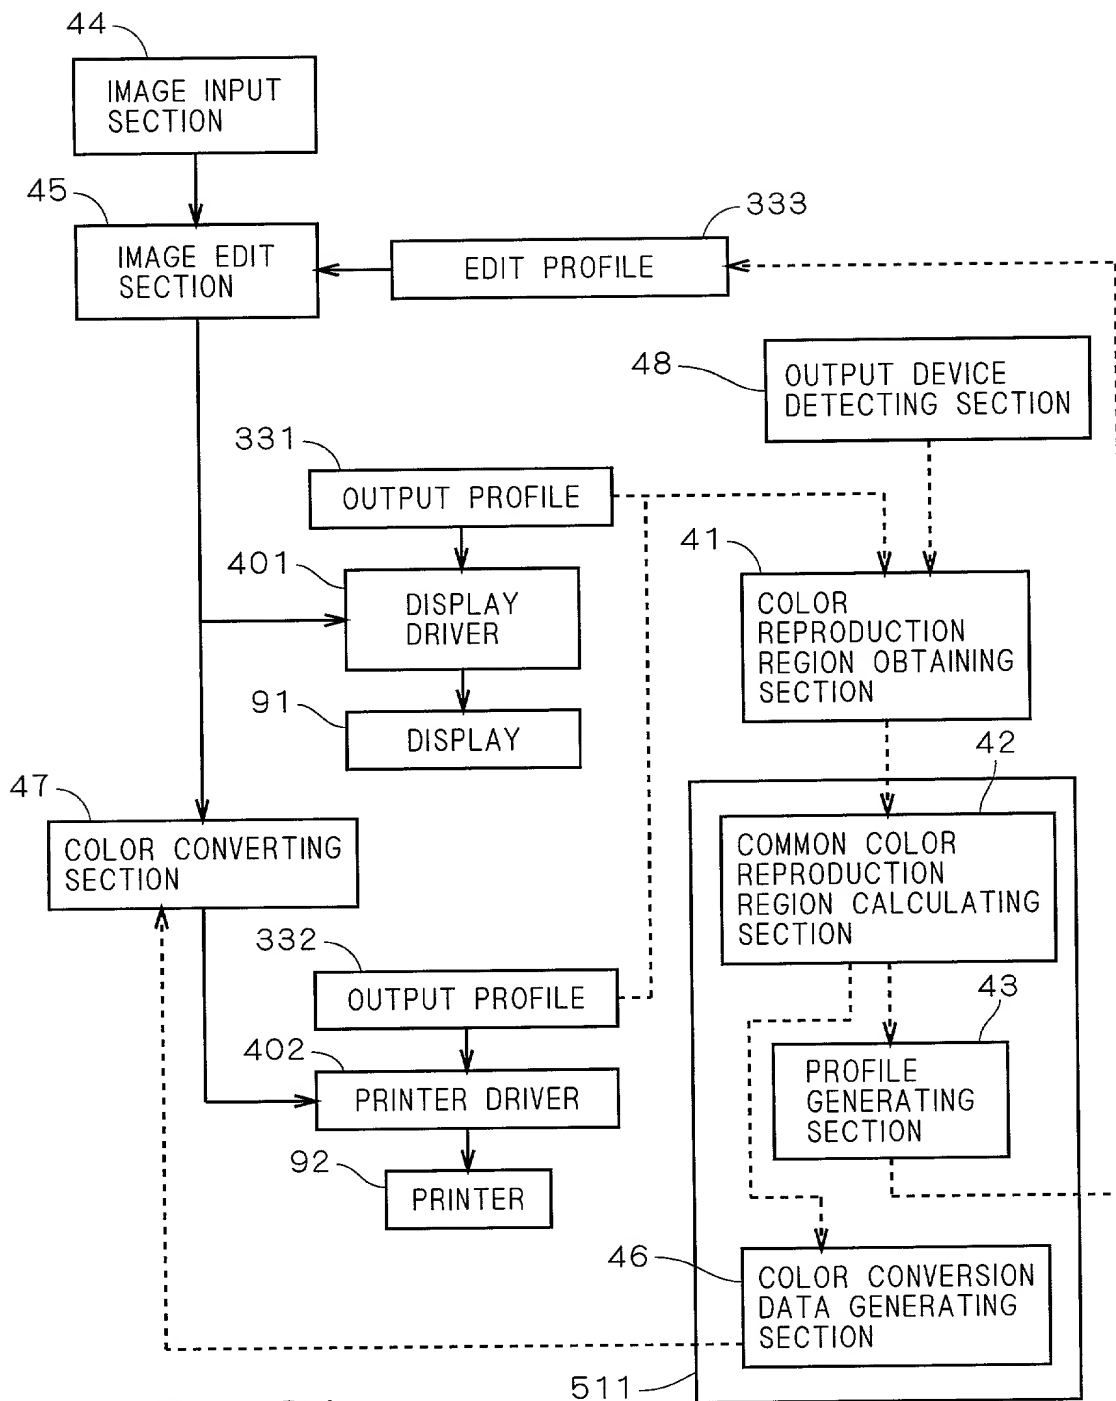 44
IMAGE INPUT
SECTION
45
IMAGE EDIT
SECTION
333
EDIT PROFILE
48
OUTPUT DEVICE
DETECTING SECTION
331
OUTPUT PROFILE
401
DISPLAY
DRIVER
91
DISPLAY
41
COLOR
REPRODUCTION
REGION OBTAINING
SECTION
47
COLOR CONVERTING
SECTION
42
COMMON COLOR
REPRODUCTION
REGION CALCULATING
SECTION
332
OUTPUT PROFILE
402
PRINTER DRIVER
92
PRINTER
43
PROFILE
GENERATING
SECTION
46
COLOR CONVERSION
DATA GENERATING
SECTION
511